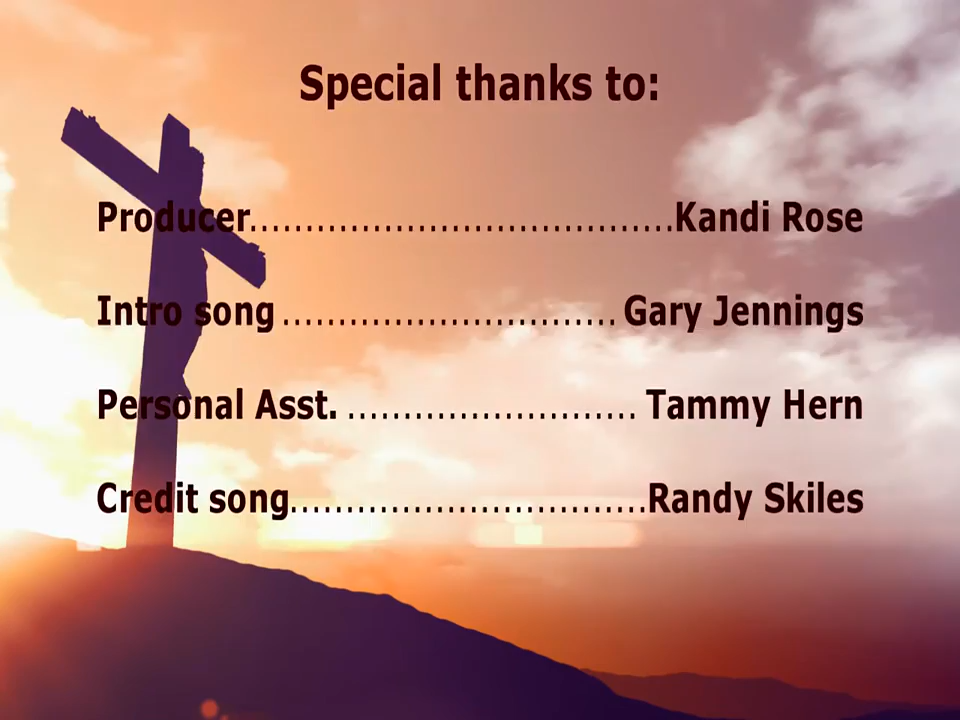 Special thanks to:
Producer......................................Kandi Rose
Intro song .............................. Gary Jennings
Personal Asst. .......................... Tammy Hern
Credit song................................Randy Skiles